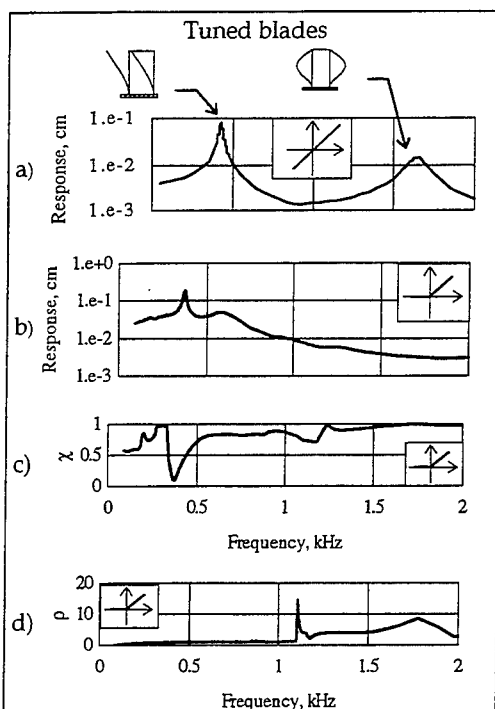 Tuned blades
a)
Response, cm
1.e-1
1.e-2
1.e-3
b)
Response, cm
1.e+0
1.e-1
1.e-2
1.e-3
c)
χ
1
0.5
0
0 0.5 1 1.5 2
Frequency, kHz
d)
ρ
20
10
0
0 0.5 1 1.5 2
Frequency, kHz